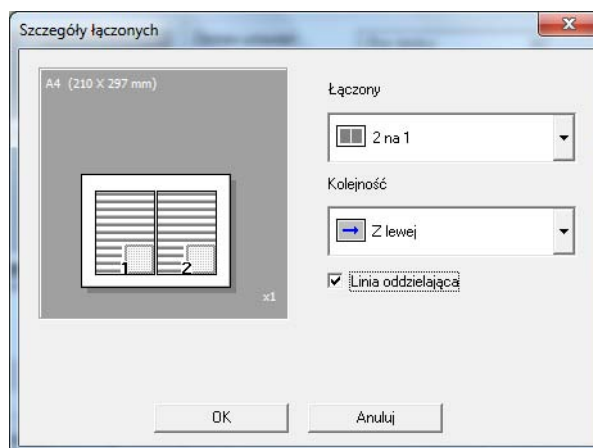 Szczegóły łączonych
A4 (210 X 297 mm)
1 2
x1
Łączony
2 na 1
Kolejność
Z lewej
Linia oddzielająca
OK Anuluj